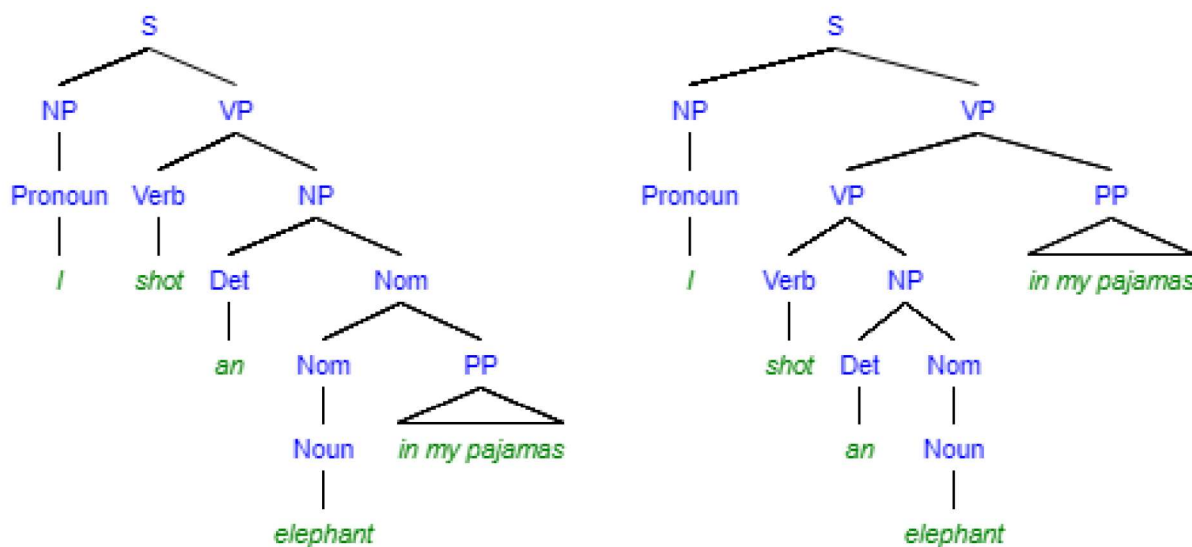 S S
NP VP NP VP
Pronoun Verb NP Pronoun VP PP
I shot Det Nom I Verb NP in my pajamas
an Nom PP shot Det Nom
Noun in my pajamas an Noun
elephant elephant